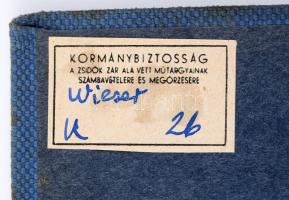 KORMÁNYBIZTOSSÁG
A ZSIDÓK ZÁR ALÁ VETT MŰTÁRGYAINAK
SZÁMBAVÉTELÉRE ÉS MEGŐRZÉSÉRE
Wieser
K 26